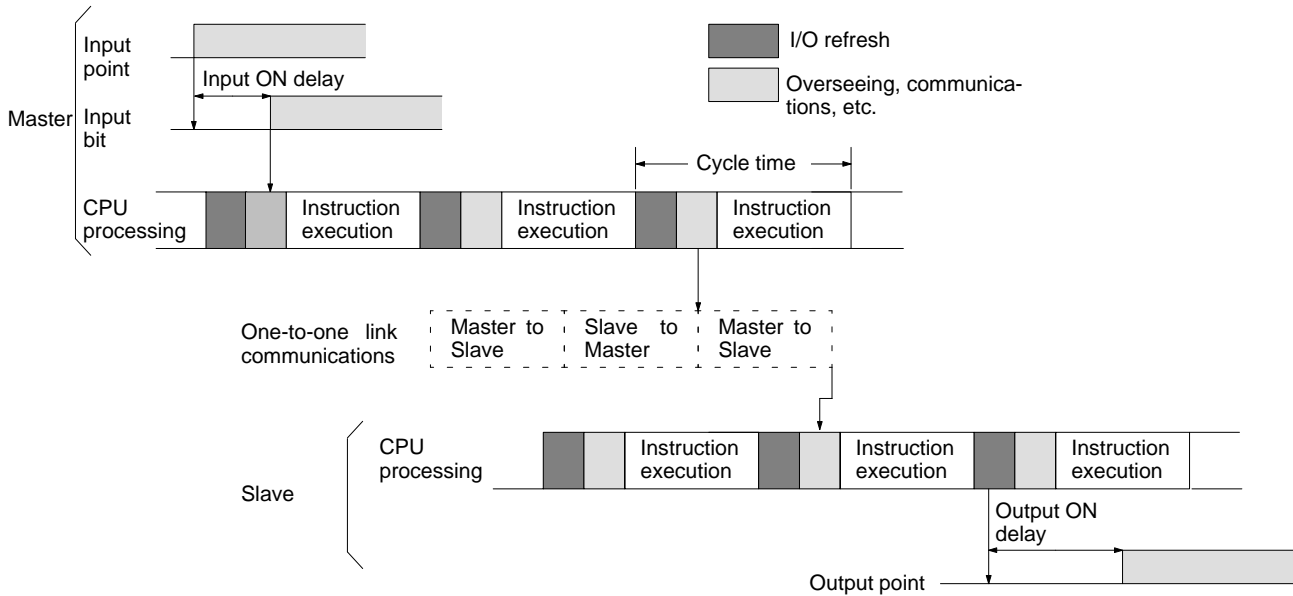 Master
Input
point
Input ON delay
Input
bit
I/O refresh
Overseeing, communica-
tions, etc.
Cycle time
CPU
processing
Instruction
execution
Instruction
execution
Instruction
execution
One-to-one link
communications
Master to
Slave
Slave to
Master
Master to
Slave
Slave
CPU
processing
Instruction
execution
Instruction
execution
Instruction
execution
Output ON
delay
Output point